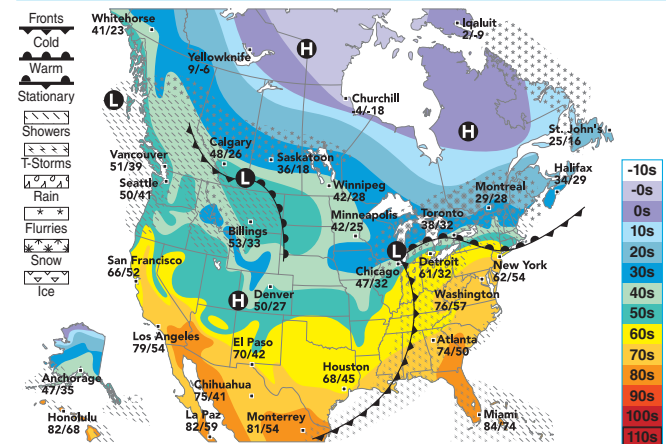 Fronts
Cold
Warm
Stationary
Showers
T-Storms
Rain
Flurries
Snow
Ice
Whitehorse
41/23
Iqaluit
2/-9
Yellowknife
9/-6
H
L
Churchill
-4/-18
H
St. John's
25/16
Calgary
48/26
Vancouver
51/39
Saskatoon
36/18
Halifax
34/29
Seattle
50/41
L
Winnipeg
42/28
Montreal
29/28
Minneapolis
42/25
Toronto
38/32
Billings
53/33
L
San Francisco
66/52
Chicago
47/32
Detroit
61/32
New York
62/54
H
Denver
50/27
Washington
76/57
Los Angeles
79/54
El Paso
70/42
Atlanta
74/50
Houston
68/45
Anchorage
47/35
Chihuahua
75/41
Honolulu
82/68
La Paz
82/59
Monterrey
81/54
Miami
84/74
-10s
-0s
0s
10s
20s
30s
40s
50s
60s
70s
80s
90s
100s
110s